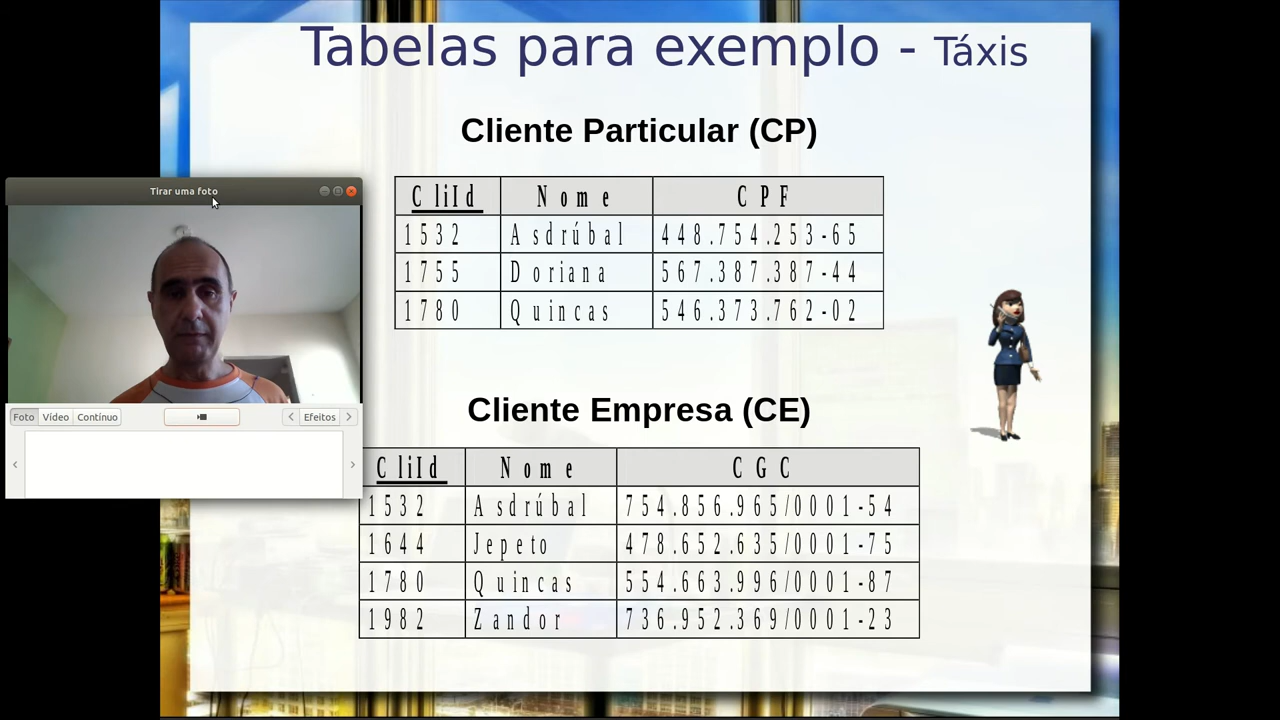 Tabelas para exemplo - Táxis
Cliente Particular (CP)
CliId Nome CPF
1532 Asdrúbal 448.754.253-65
1755 Doriana 567.387.387-44
1780 Quincas 546.373.762-02
Tirar uma foto
Foto Vídeo Contínuo Efeitos
Cliente Empresa (CE)
CliId Nome CGC
1532 Asdrúbal 754.856.965/0001-54
1644 Jepeto 478.652.635/0001-75
1780 Quincas 554.663.996/0001-87
1982 Zandor 736.952.369/0001-23